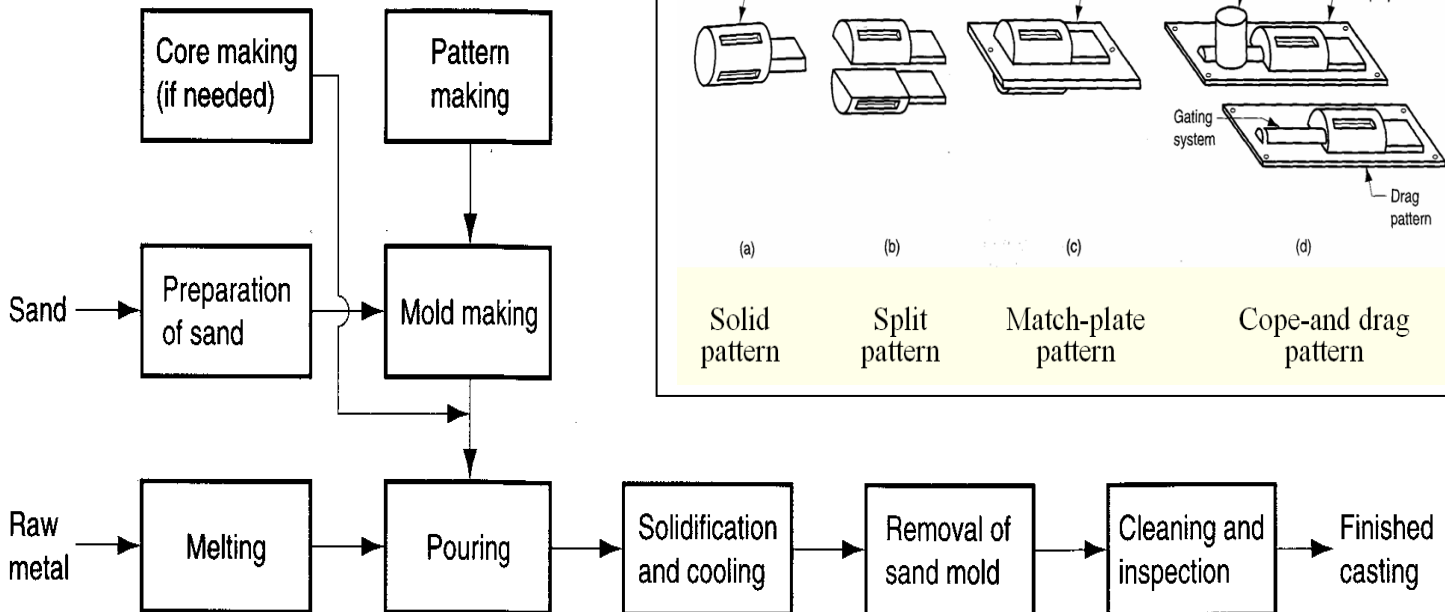 Core making
(if needed)
Pattern
making
Sand
Preparation
of sand
Mold making
Raw
metal
Melting
Pouring
Solidification
and cooling
Removal of
sand mold
Cleaning and
inspection
Finished
casting
Gating
system
Drag
pattern
(a)
(b)
(c)
(d)
Solid
pattern
Split
pattern
Match-plate
pattern
Cope-and drag
pattern